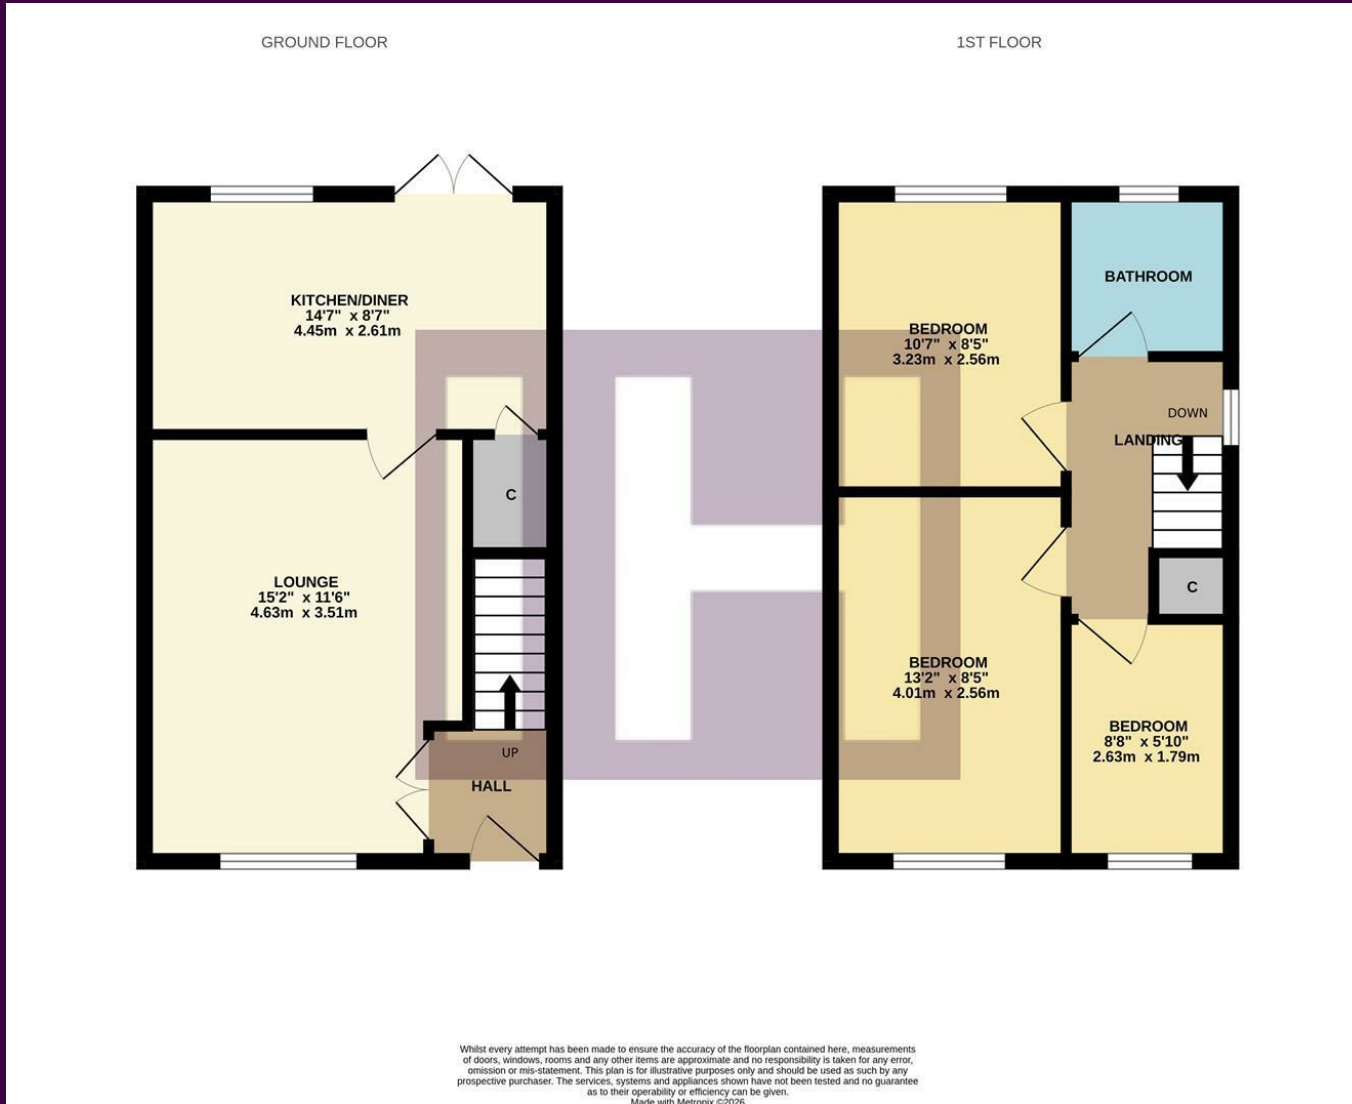 GROUND FLOOR
1ST FLOOR
KITCHEN/DINER
14'7" x 8'7"
4.45m x 2.61m
C
LOUNGE
15'2" x 11'6"
4.63m x 3.51m
UP
HALL
BEDROOM
10'7" x 8'5"
3.23m x 2.56m
BATHROOM
DOWN
LANDING
C
BEDROOM
13'2" x 8'5"
4.01m x 2.56m
BEDROOM
8'8" x 5'10"
2.63m x 1.79m
Whilst every attempt has been made to ensure the accuracy of the floorplan contained here, measurements
of doors, windows, rooms and any other items are approximate and no responsibility is taken for any error,
omission or mis-statement. This plan is for illustrative purposes only and should be used as such by any
prospective purchaser. The services, systems and appliances shown have not been tested and no guarantee
as to their operability or efficiency can be given.
Made with Metropix ©2026